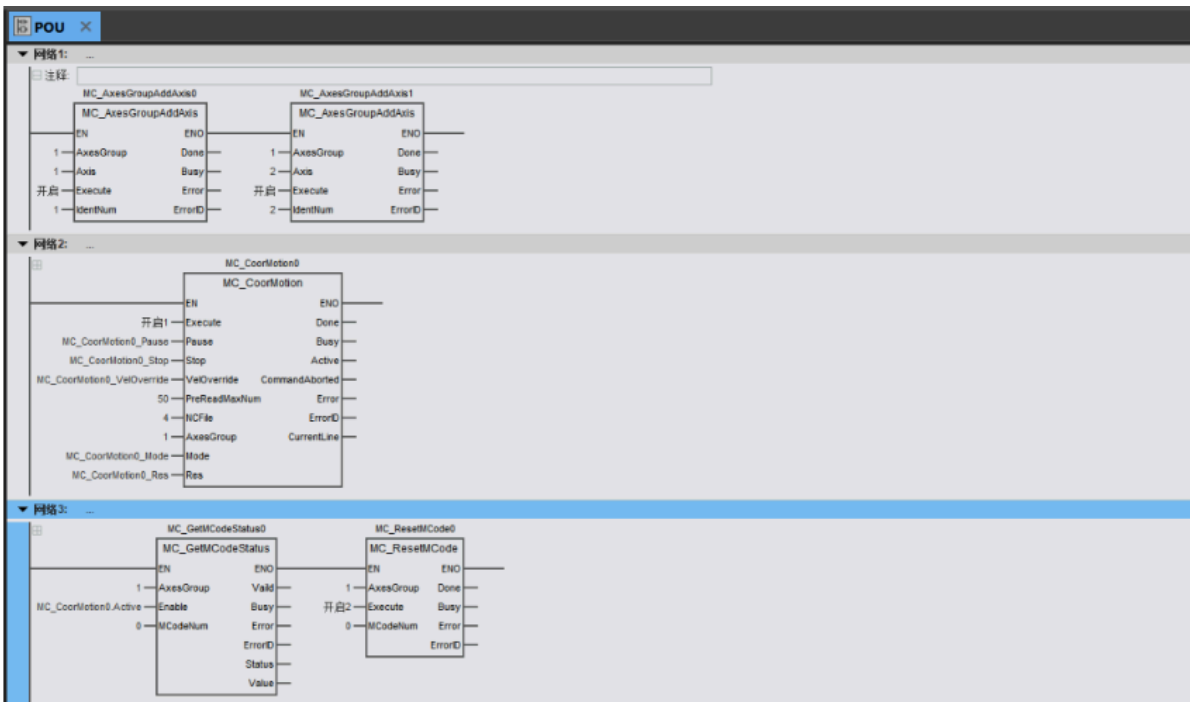 POU ×
网络1: ...
注释:
MC_AxesGroupAddAxis0 MC_AxesGroupAddAxis1
MC_AxesGroupAddAxis MC_AxesGroupAddAxis
EN ENO EN ENO
1 AxesGroup Done 1 AxesGroup Done
1 Axis Busy 2 Axis Busy
开启 Execute Error 开启 Execute Error
1 IdentNum ErrorID 2 IdentNum ErrorID
网络2: ...
MC_CoorMotion0
MC_CoorMotion
EN ENO
开启1 Execute Done
MC_CoorMotion0_Pause Pause Busy
MC_CoorMotion0_Stop Stop Active
MC_CoorMotion0_VelOverride VelOverride CommandAborted
50 PreReadMaxNum Error
4 NCFile ErrorID
1 AxesGroup CurrentLine
MC_CoorMotion0_Mode Mode
MC_CoorMotion0_Res Res
网络3: ...
MC_GetMCodeStatus0 MC_ResetMCode0
MC_GetMCodeStatus MC_ResetMCode
EN ENO EN ENO
1 AxesGroup Vaild 1 AxesGroup Done
MC_CoorMotion0.Active Enable Busy 开启2 Execute Busy
0 MCodeNum Error 0 MCodeNum Error
ErrorID ErrorID
Status
Value